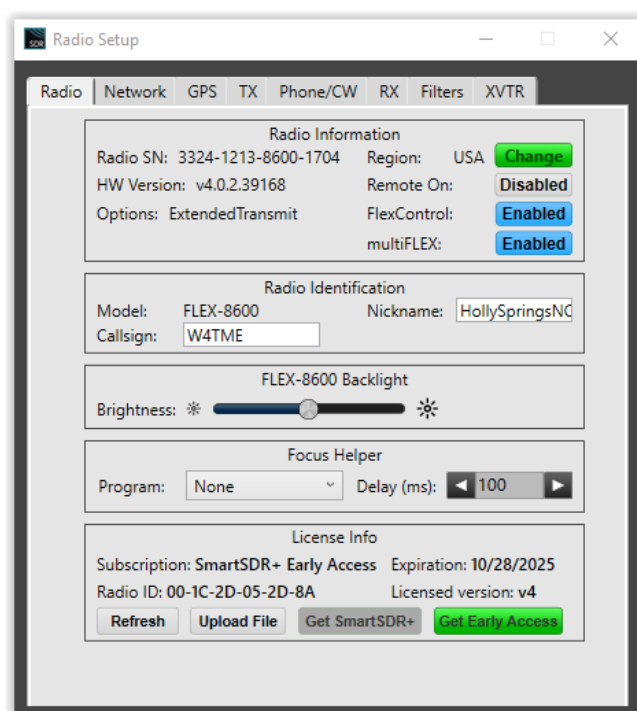 SDR Radio Setup
Radio Network GPS TX Phone/CW RX Filters XVTR
Radio Information
Radio SN: 3324-1213-8600-1704 Region: USA Change
HW Version: v4.0.2.39168 Remote On: Disabled
Options: ExtendedTransmit FlexControl: Enabled
multiFLEX: Enabled
Radio Identification
Model: FLEX-8600 Nickname: HollySpringsNC
Callsign: W4TME
FLEX-8600 Backlight
Brightness:
Focus Helper
Program: None Delay (ms): 100
License Info
Subscription: SmartSDR+ Early Access Expiration: 10/28/2025
Radio ID: 00-1C-2D-05-2D-8A Licensed version: v4
Refresh Upload File Get SmartSDR+ Get Early Access